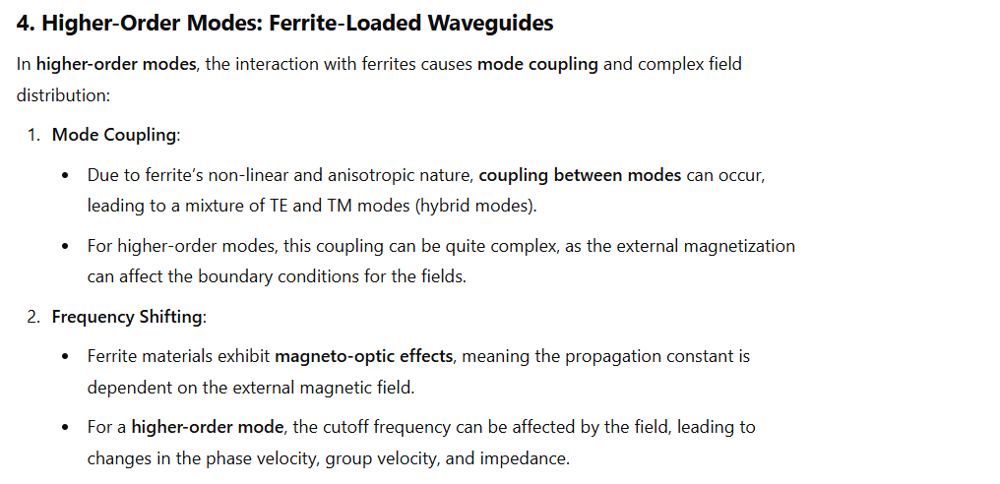 4. Higher-Order Modes: Ferrite-Loaded Waveguides
In higher-order modes, the interaction with ferrites causes mode coupling and complex field
distribution:
1. Mode Coupling:
• Due to ferrite's non-linear and anisotropic nature, coupling between modes can occur,
leading to a mixture of TE and TM modes (hybrid modes).
• For higher-order modes, this coupling can be quite complex, as the external magnetization
can affect the boundary conditions for the fields.
2. Frequency Shifting:
• Ferrite materials exhibit magneto-optic effects, meaning the propagation constant is
dependent on the external magnetic field.
• For a higher-order mode, the cutoff frequency can be affected by the field, leading to
changes in the phase velocity, group velocity, and impedance.